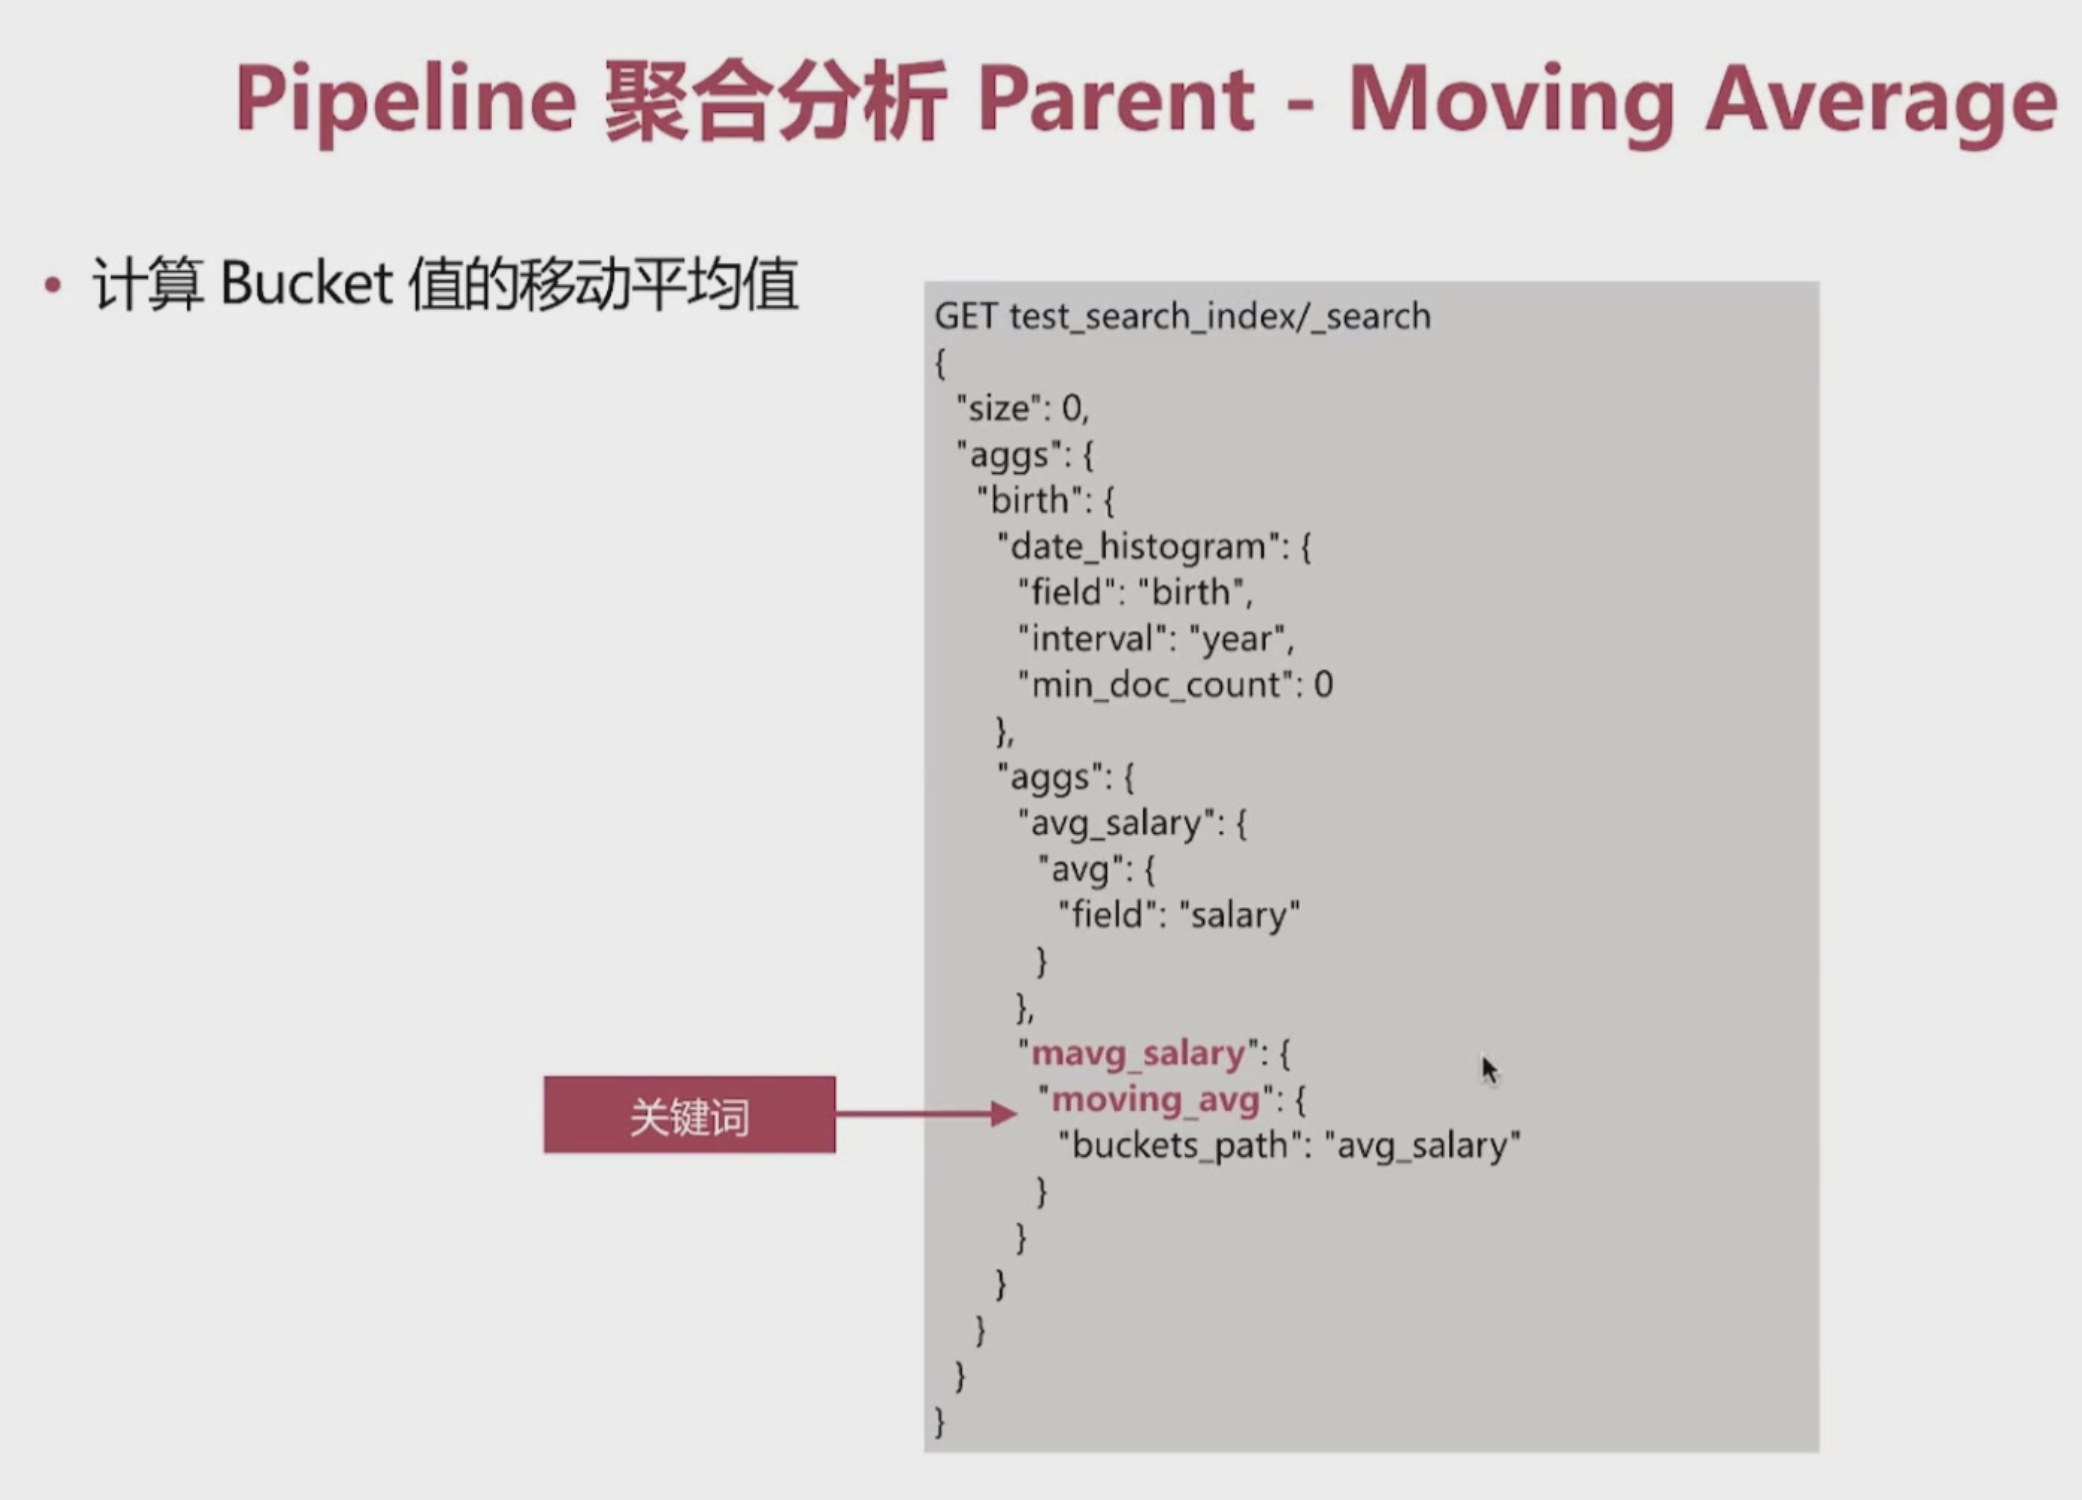 Pipeline 聚合分析 Parent - Moving Average
• 计算 Bucket 值的移动平均值
GET test_search_index/_search
{
"size": 0,
"aggs": {
"birth": {
"date_histogram": {
"field": "birth",
"interval": "year",
"min_doc_count": 0
},
"aggs": {
"avg_salary": {
"avg": {
"field": "salary"
}
},
"mavg_salary": {
"moving_avg": {
"buckets_path": "avg_salary"
}
}
}
}
}
}
关键词